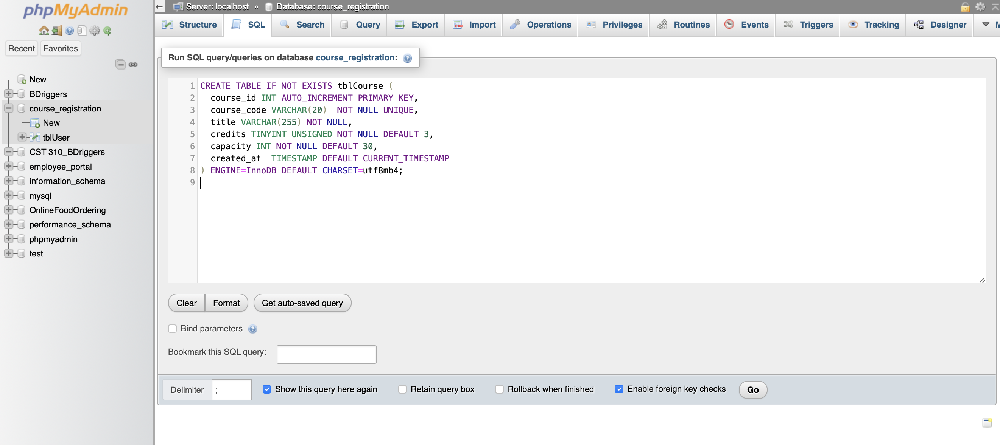 phpMyAdmin
Recent Favorites
New
BDriggers
course_registration
New
tblUser
CST 310_BDriggers
employee_portal
information_schema
mysql
OnlineFoodOrdering
performance_schema
phpmyadmin
test
Server: localhost » Database: course_registration
Structure SQL Search Query Export Import Operations Privileges Routines Events Triggers Tracking Designer
Run SQL query/queries on database course_registration:
1 CREATE TABLE IF NOT EXISTS tblCourse (
2 course_id INT AUTO_INCREMENT PRIMARY KEY,
3 course_code VARCHAR(20)  NOT NULL UNIQUE,
4 title VARCHAR(255) NOT NULL,
5 credits TINYINT UNSIGNED NOT NULL DEFAULT 3,
6 capacity INT NOT NULL DEFAULT 30,
7 created_at  TIMESTAMP DEFAULT CURRENT_TIMESTAMP
8 ) ENGINE=InnoDB DEFAULT CHARSET=utf8mb4;
9
Clear Format Get auto-saved query
Bind parameters
Bookmark this SQL query:
Delimiter ; Show this query here again Retain query box Rollback when finished Enable foreign key checks Go